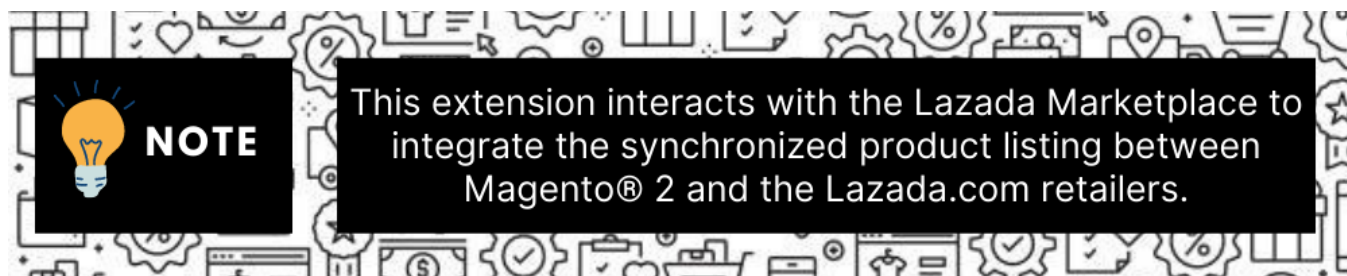 NOTE
This extension interacts with the Lazada Marketplace to
integrate the synchronized product listing between
Magento® 2 and the Lazada.com retailers.